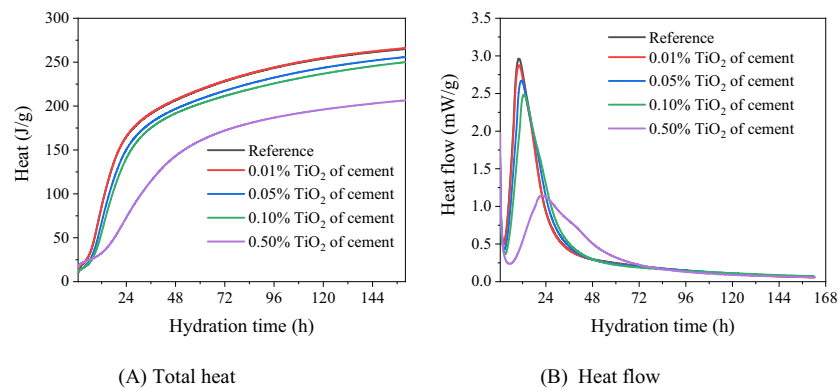 300
250
200
150
100
50
0
Heat (J/g)
Reference
0.01% TiO₂ of cement
0.05% TiO₂ of cement
0.10% TiO₂ of cement
0.50% TiO₂ of cement
24 48 72 96 120 144
Hydration time (h)
(A) Total heat
3.5
3.0
2.5
2.0
1.5
1.0
0.5
0.0
Heat flow (mW/g)
Reference
0.01% TiO₂ of cement
0.05% TiO₂ of cement
0.10% TiO₂ of cement
0.50% TiO₂ of cement
0 24 48 72 96 120 144 168
Hydration time (h)
(B) Heat flow